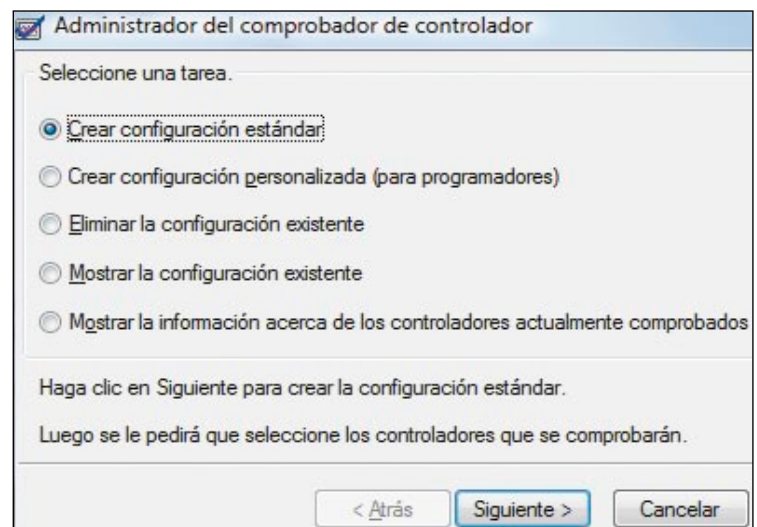 Administrador del comprobador de controlador
Seleccione una tarea.
Crear configuración estándar
Crear configuración personalizada (para programadores)
Eliminar la configuración existente
Mostrar la configuración existente
Mostrar la información acerca de los controladores actualmente comprobados
Haga clic en Siguiente para crear la configuración estándar.
Luego se le pedirá que seleccione los controladores que se comprobarán.
< Atrás Siguiente > Cancelar